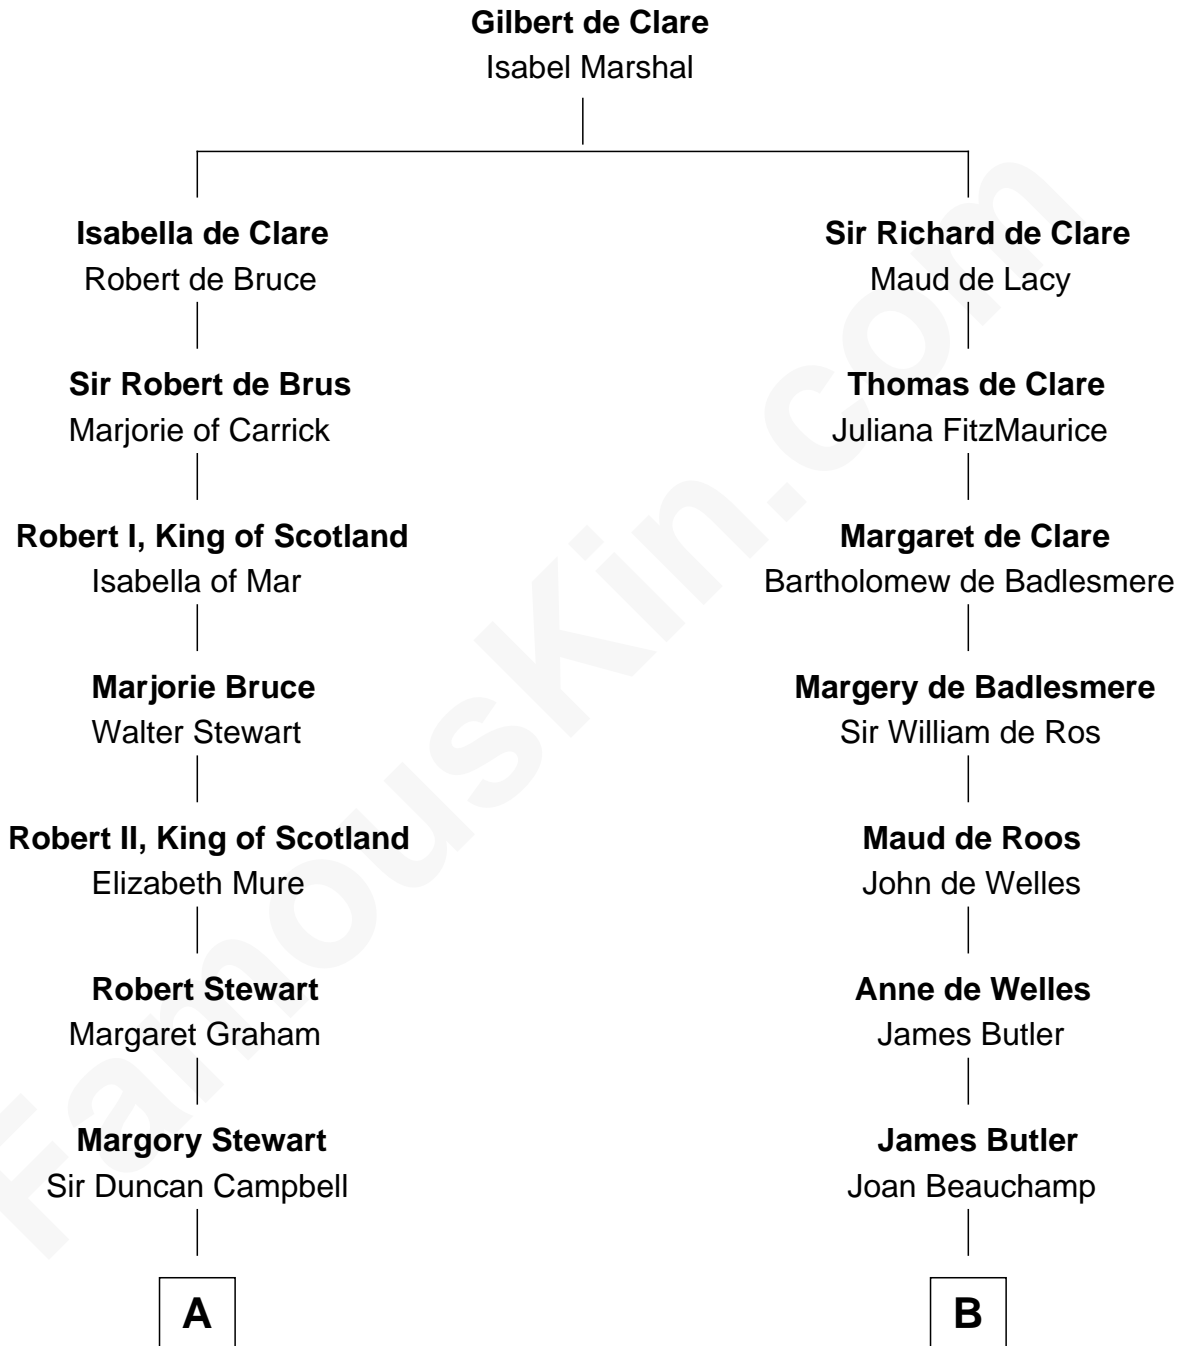 Gilbert de Clare
Isabel Marshal
Isabella de Clare
Robert de Bruce
Sir Richard de Clare
Maud de Lacy
Sir Robert de Brus
Marjorie of Carrick
Thomas de Clare
Juliana FitzMaurice
Robert I, King of Scotland
Isabella of Mar
Margaret de Clare
Bartholomew de Badlesmere
Marjorie Bruce
Walter Stewart
Margery de Badlesmere
Sir William de Ros
Robert II, King of Scotland
Elizabeth Mure
Maud de Roos
John de Welles
Robert Stewart
Margaret Graham
Anne de Welles
James Butler
Margory Stewart
Sir Duncan Campbell
James Butler
Joan Beauchamp
A
B
FamousKin.com